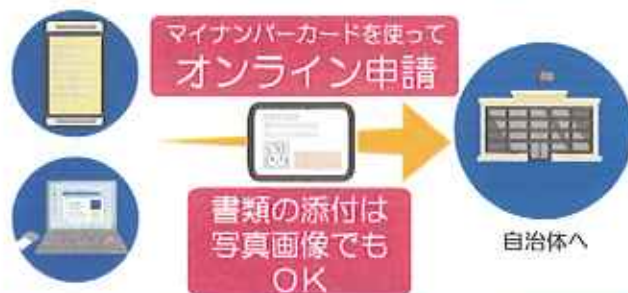 マイナンバーカードを使って
オンライン申請
書類の添付は
写真画像でも
OK
自治体へ